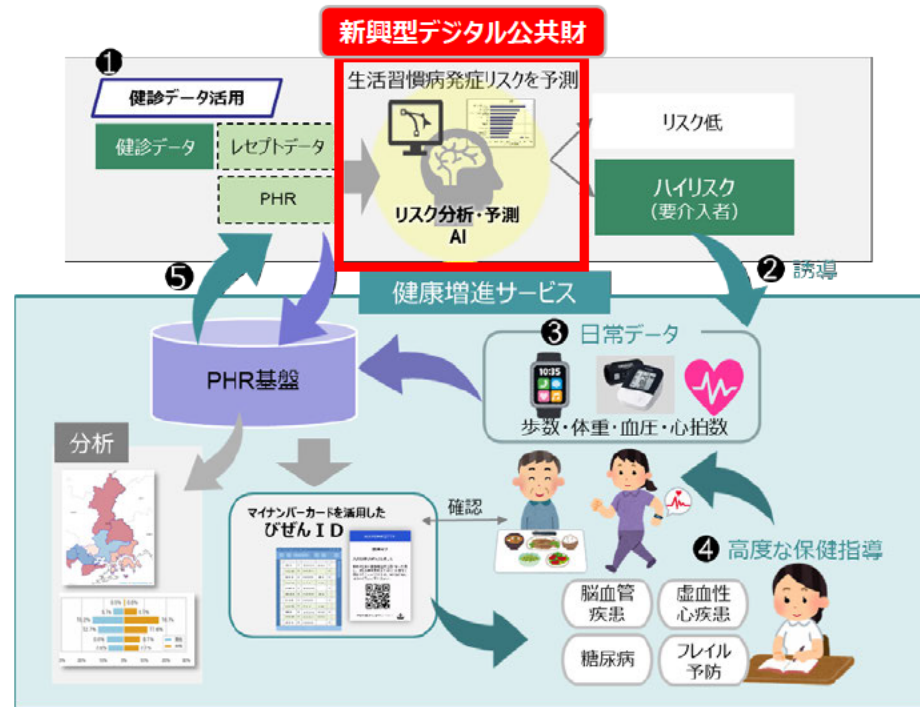 新興型デジタル公共財
❶
健診データ活用
生活習慣病発症リスクを予測
健診データ
レセプトデータ
PHR
リスク分析・予測
AI
リスク低
ハイリスク
(要介入者)
❷ 誘導
❺
健康増進サービス
❸ 日常データ
10:35
歩数・体重・血圧・心拍数
PHR基盤
分析
マイナンバーカードを活用した
びぜんID
確認
❹ 高度な保健指導
脳血管
疾患
虚血性
心疾患
糖尿病
フレイル
予防